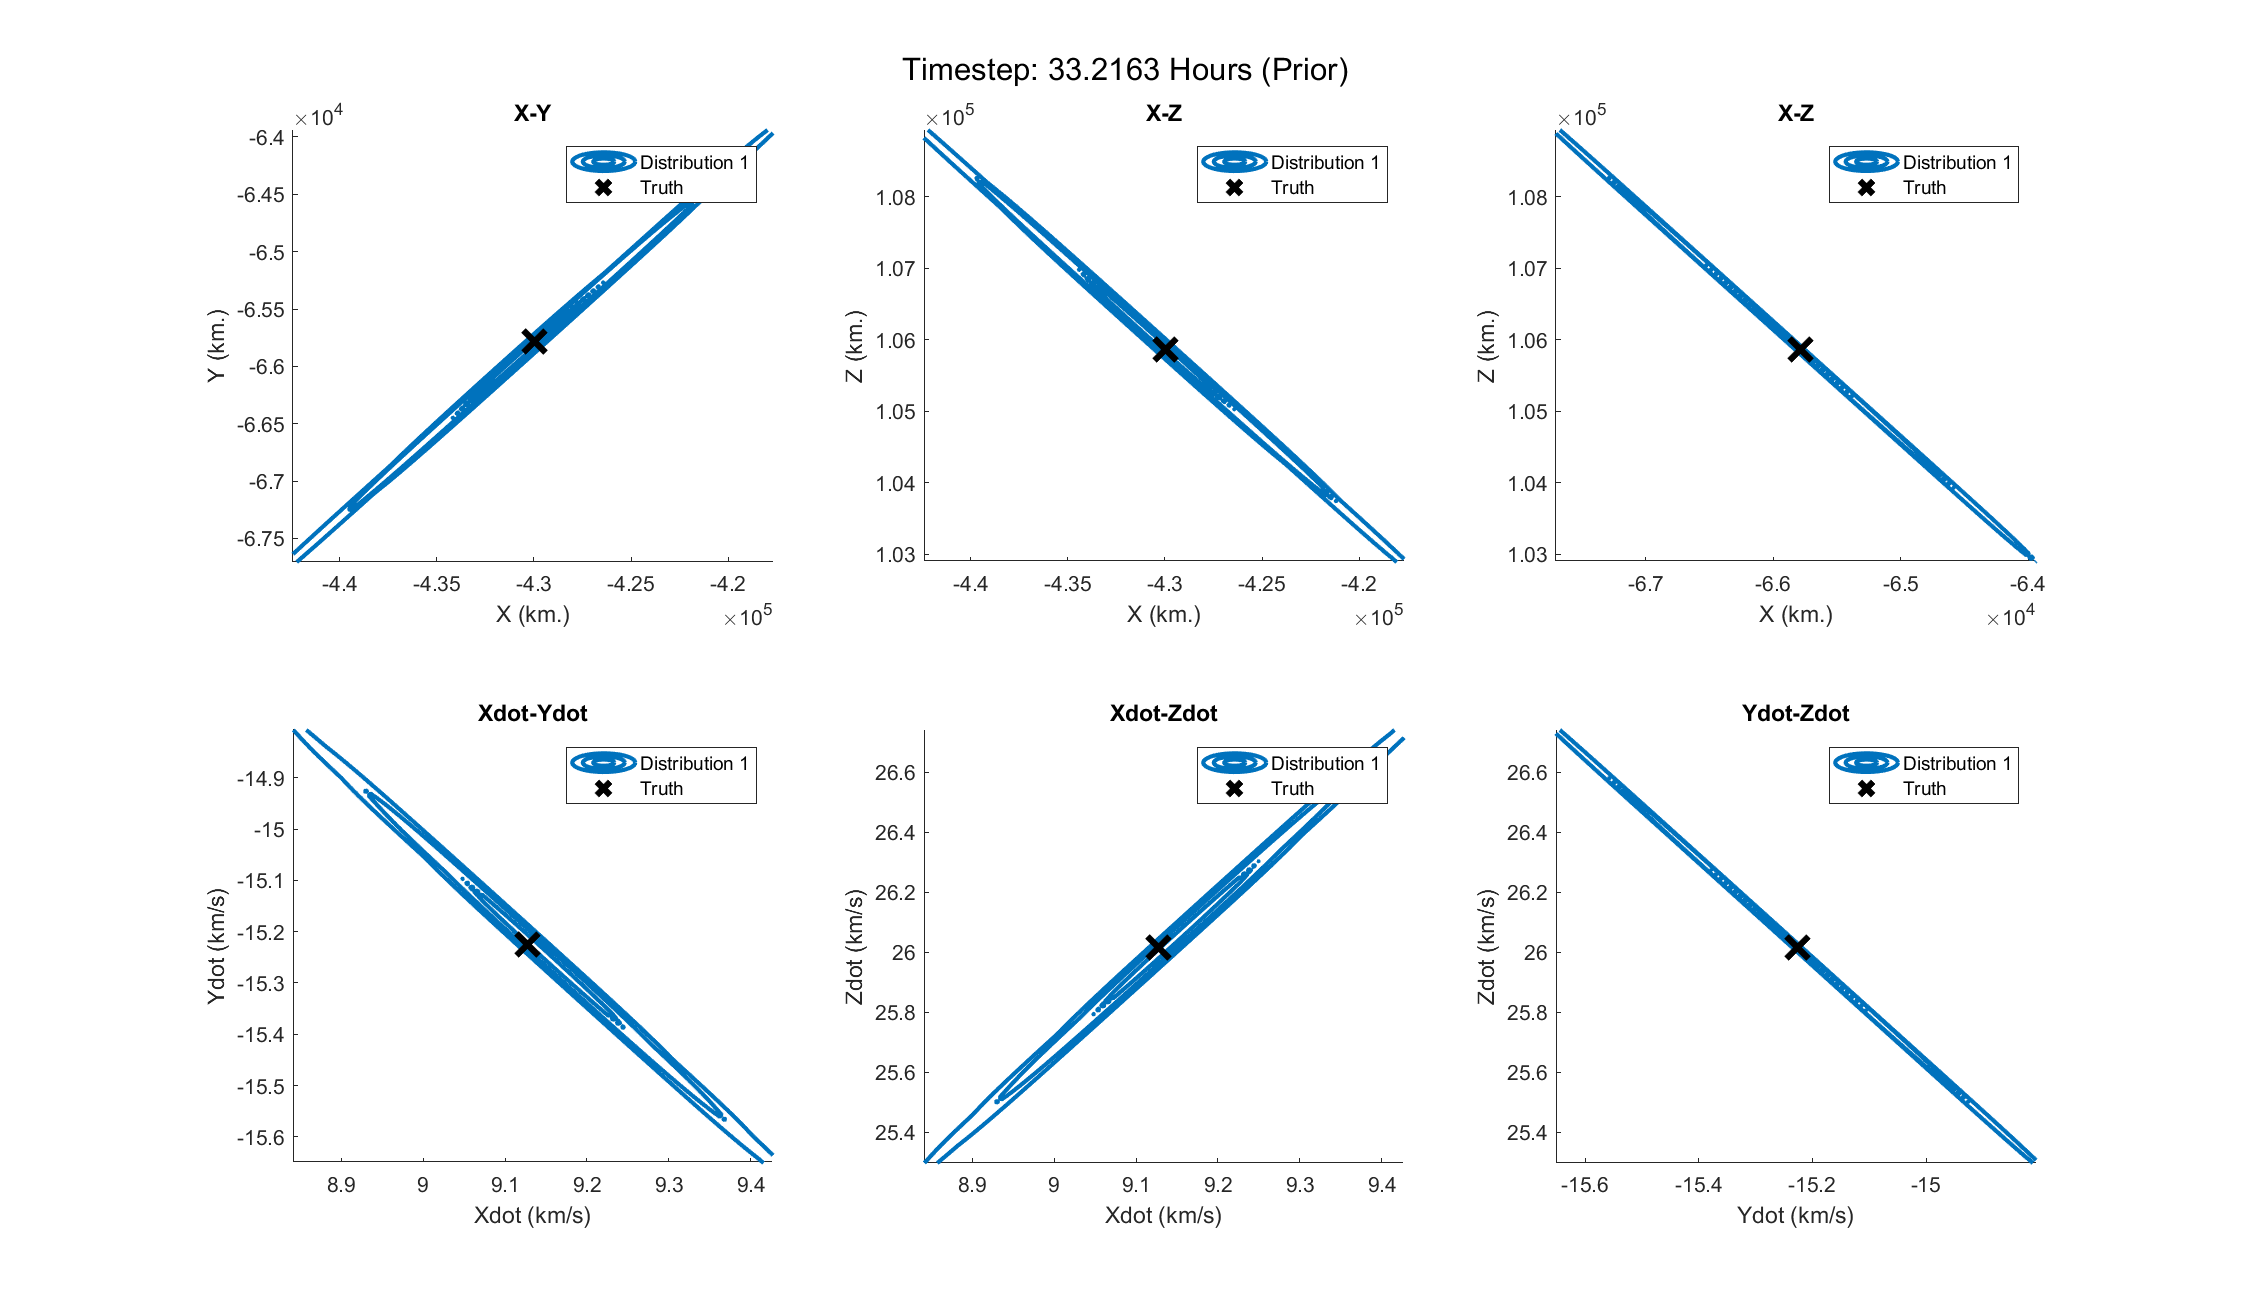 Timestep: 33.2163 Hours (Prior)
X-Y
×10^4
-6.4
-6.45
-6.5
-6.55
-6.6
-6.65
-6.7
-6.75
Y (km.)
Distribution 1
Truth
-4.4
-4.35
-4.3
-4.25
-4.2
X (km.)
×10^5
X-Z
×10^5
1.08
1.07
1.06
1.05
1.04
1.03
Z (km.)
Distribution 1
Truth
-4.4
-4.35
-4.3
-4.25
-4.2
X (km.)
×10^5
X-Z
×10^5
1.08
1.07
1.06
1.05
1.04
1.03
Z (km.)
Distribution 1
Truth
-6.7
-6.6
-6.5
-6.4
X (km.)
×10^4
Xdot-Ydot
-14.9
-15
-15.1
-15.2
-15.3
-15.4
-15.5
-15.6
Ydot (km/s)
Distribution 1
Truth
8.9
9
9.1
9.2
9.3
9.4
Xdot (km/s)
Xdot-Zdot
26.6
26.4
26.2
26
25.8
25.6
25.4
Zdot (km/s)
Distribution 1
Truth
8.9
9
9.1
9.2
9.3
9.4
Xdot (km/s)
Ydot-Zdot
26.6
26.4
26.2
26
25.8
25.6
25.4
Zdot (km/s)
Distribution 1
Truth
-15.6
-15.4
-15.2
-15
Ydot (km/s)